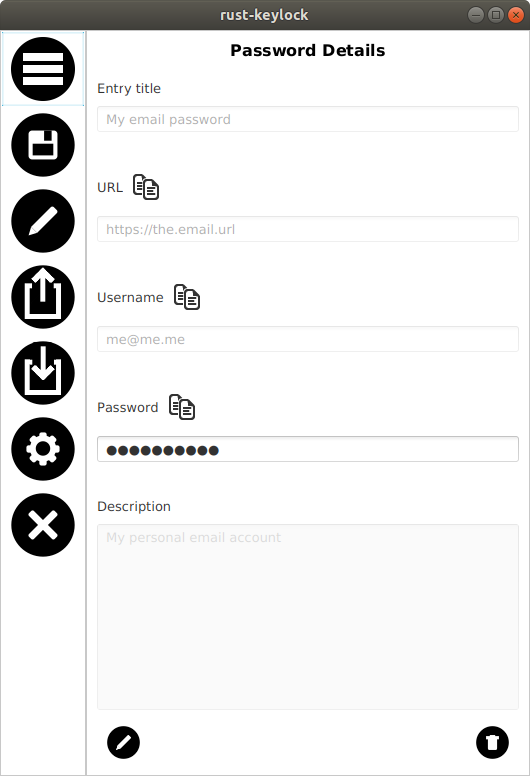 rust-keylock
Password Details
Entry title
My email password
URL
https://the.email.url
Username
me@me.me
Password
●●●●●●●●●●
Description
My personal email account